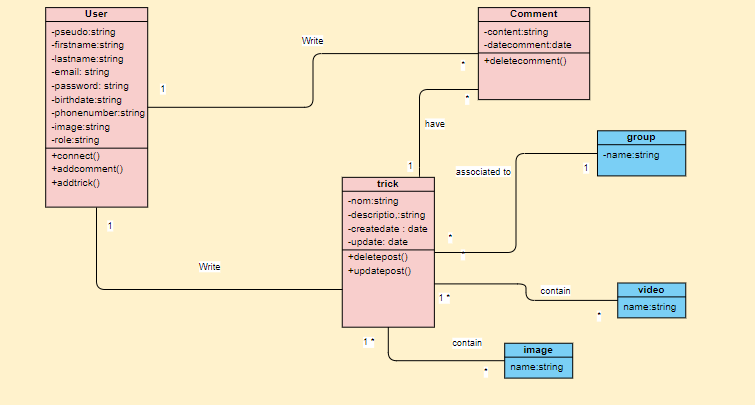 User
-pseudo:string
-firstname:string
-lastname:string
-email: string
-password: string
-birthdate:string
-phonenumber:string
-image:string
-role:string
+connect()
+addcomment()
+addtrick()
1
Write
*
Comment
-content:string
-datecomment:date
+deletecomment()
*
have
1
group
-name:string
associated to
1
*
*
trick
-nom:string
-descriptio,:string
-createdate : date
-update: date
+deletepost()
+updatepost()
1
Write
1 *
contain
*
video
name:string
1 *
contain
*
image
name:string